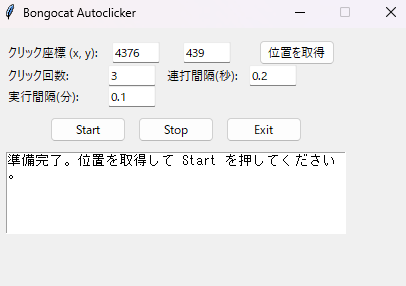 Bongocat Autoclicker
クリック座標 (x, y): 4376 439 位置を取得
クリック回数: 3 連打間隔(秒): 0.2
実行間隔(分): 0.1
Start Stop Exit
準備完了。位置を取得して Start を押してください
。